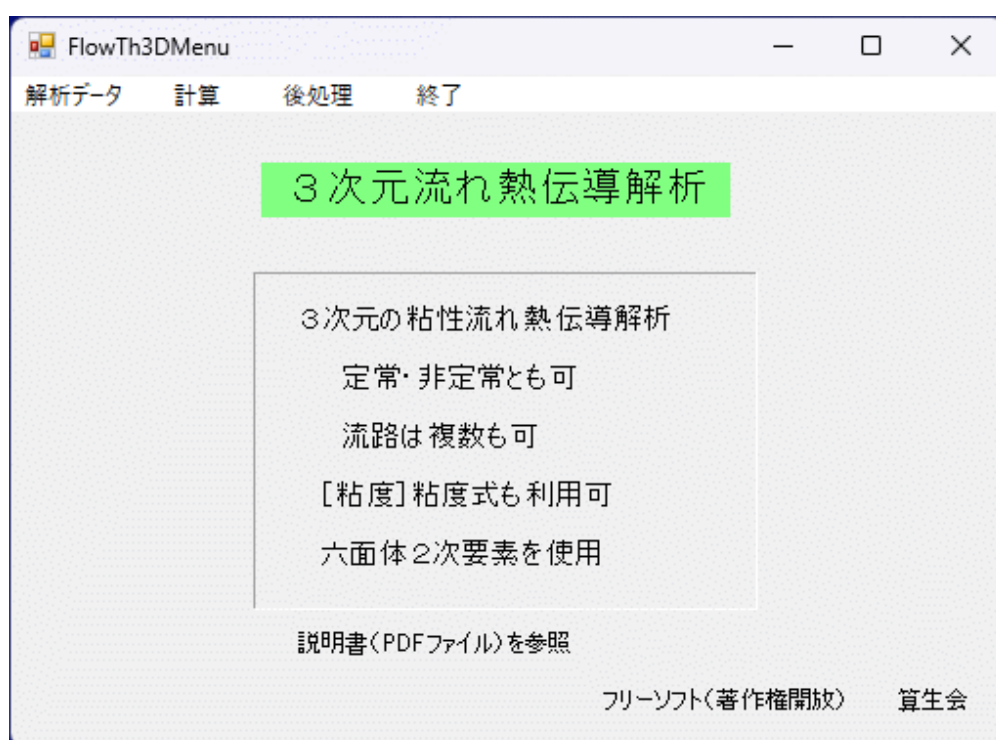 FlowTh3DMenu
解析データ 計算 後処理 終了
３次元流れ熱伝導解析
３次元の粘性流れ熱伝導解析
定常・非定常とも可
流路は複数も可
[粘度]粘度式も利用可
六面体２次要素を使用
説明書(PDFファイル)を参照
フリーソフト(著作権開放) 算生会